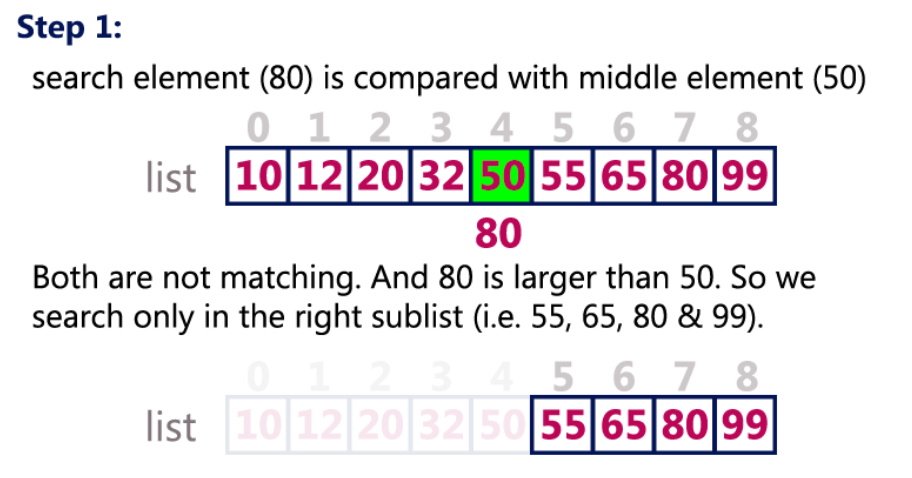 Step 1:
search element (80) is compared with middle element (50)
0 1 2 3 4 5 6 7 8
list 10 12 20 32 50 55 65 80 99
80
Both are not matching. And 80 is larger than 50. So we
search only in the right sublist (i.e. 55, 65, 80 & 99).
0 1 2 3 4 5 6 7 8
list 10 12 20 32 50 55 65 80 99